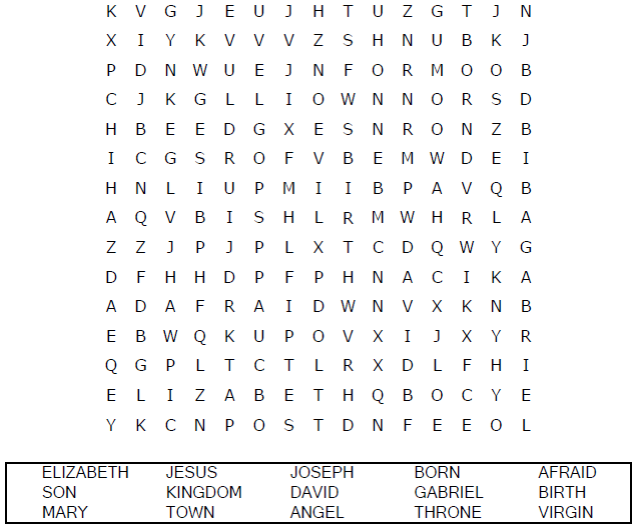 K V G J E U J H T U Z G T J N
X I Y K V V V Z S H N U B K J
P D N W U E J N F O R M O O B
C J K G L L I O W N N O R S D
H B E E D G X E S N R O N Z B
I C G S R O F V B E M W D E I
H N L I U P M I I B P A V Q B
A Q V B I S H L R M W H R L A
Z Z J P J P L X T C D Q W Y G
D F H H D P F P H N A C I K A
A D A F R A I D W N V X K N B
E B W Q K U P O V X I J X Y R
Q G P L T C T L R X D L F H I
E L I Z A B E T H Q B O C Y E
Y K C N P O S T D N F E E O L
ELIZABETH JESUS JOSEPH BORN AFRAID
SON KINGDOM DAVID GABRIEL BIRTH
MARY TOWN ANGEL THRONE VIRGIN